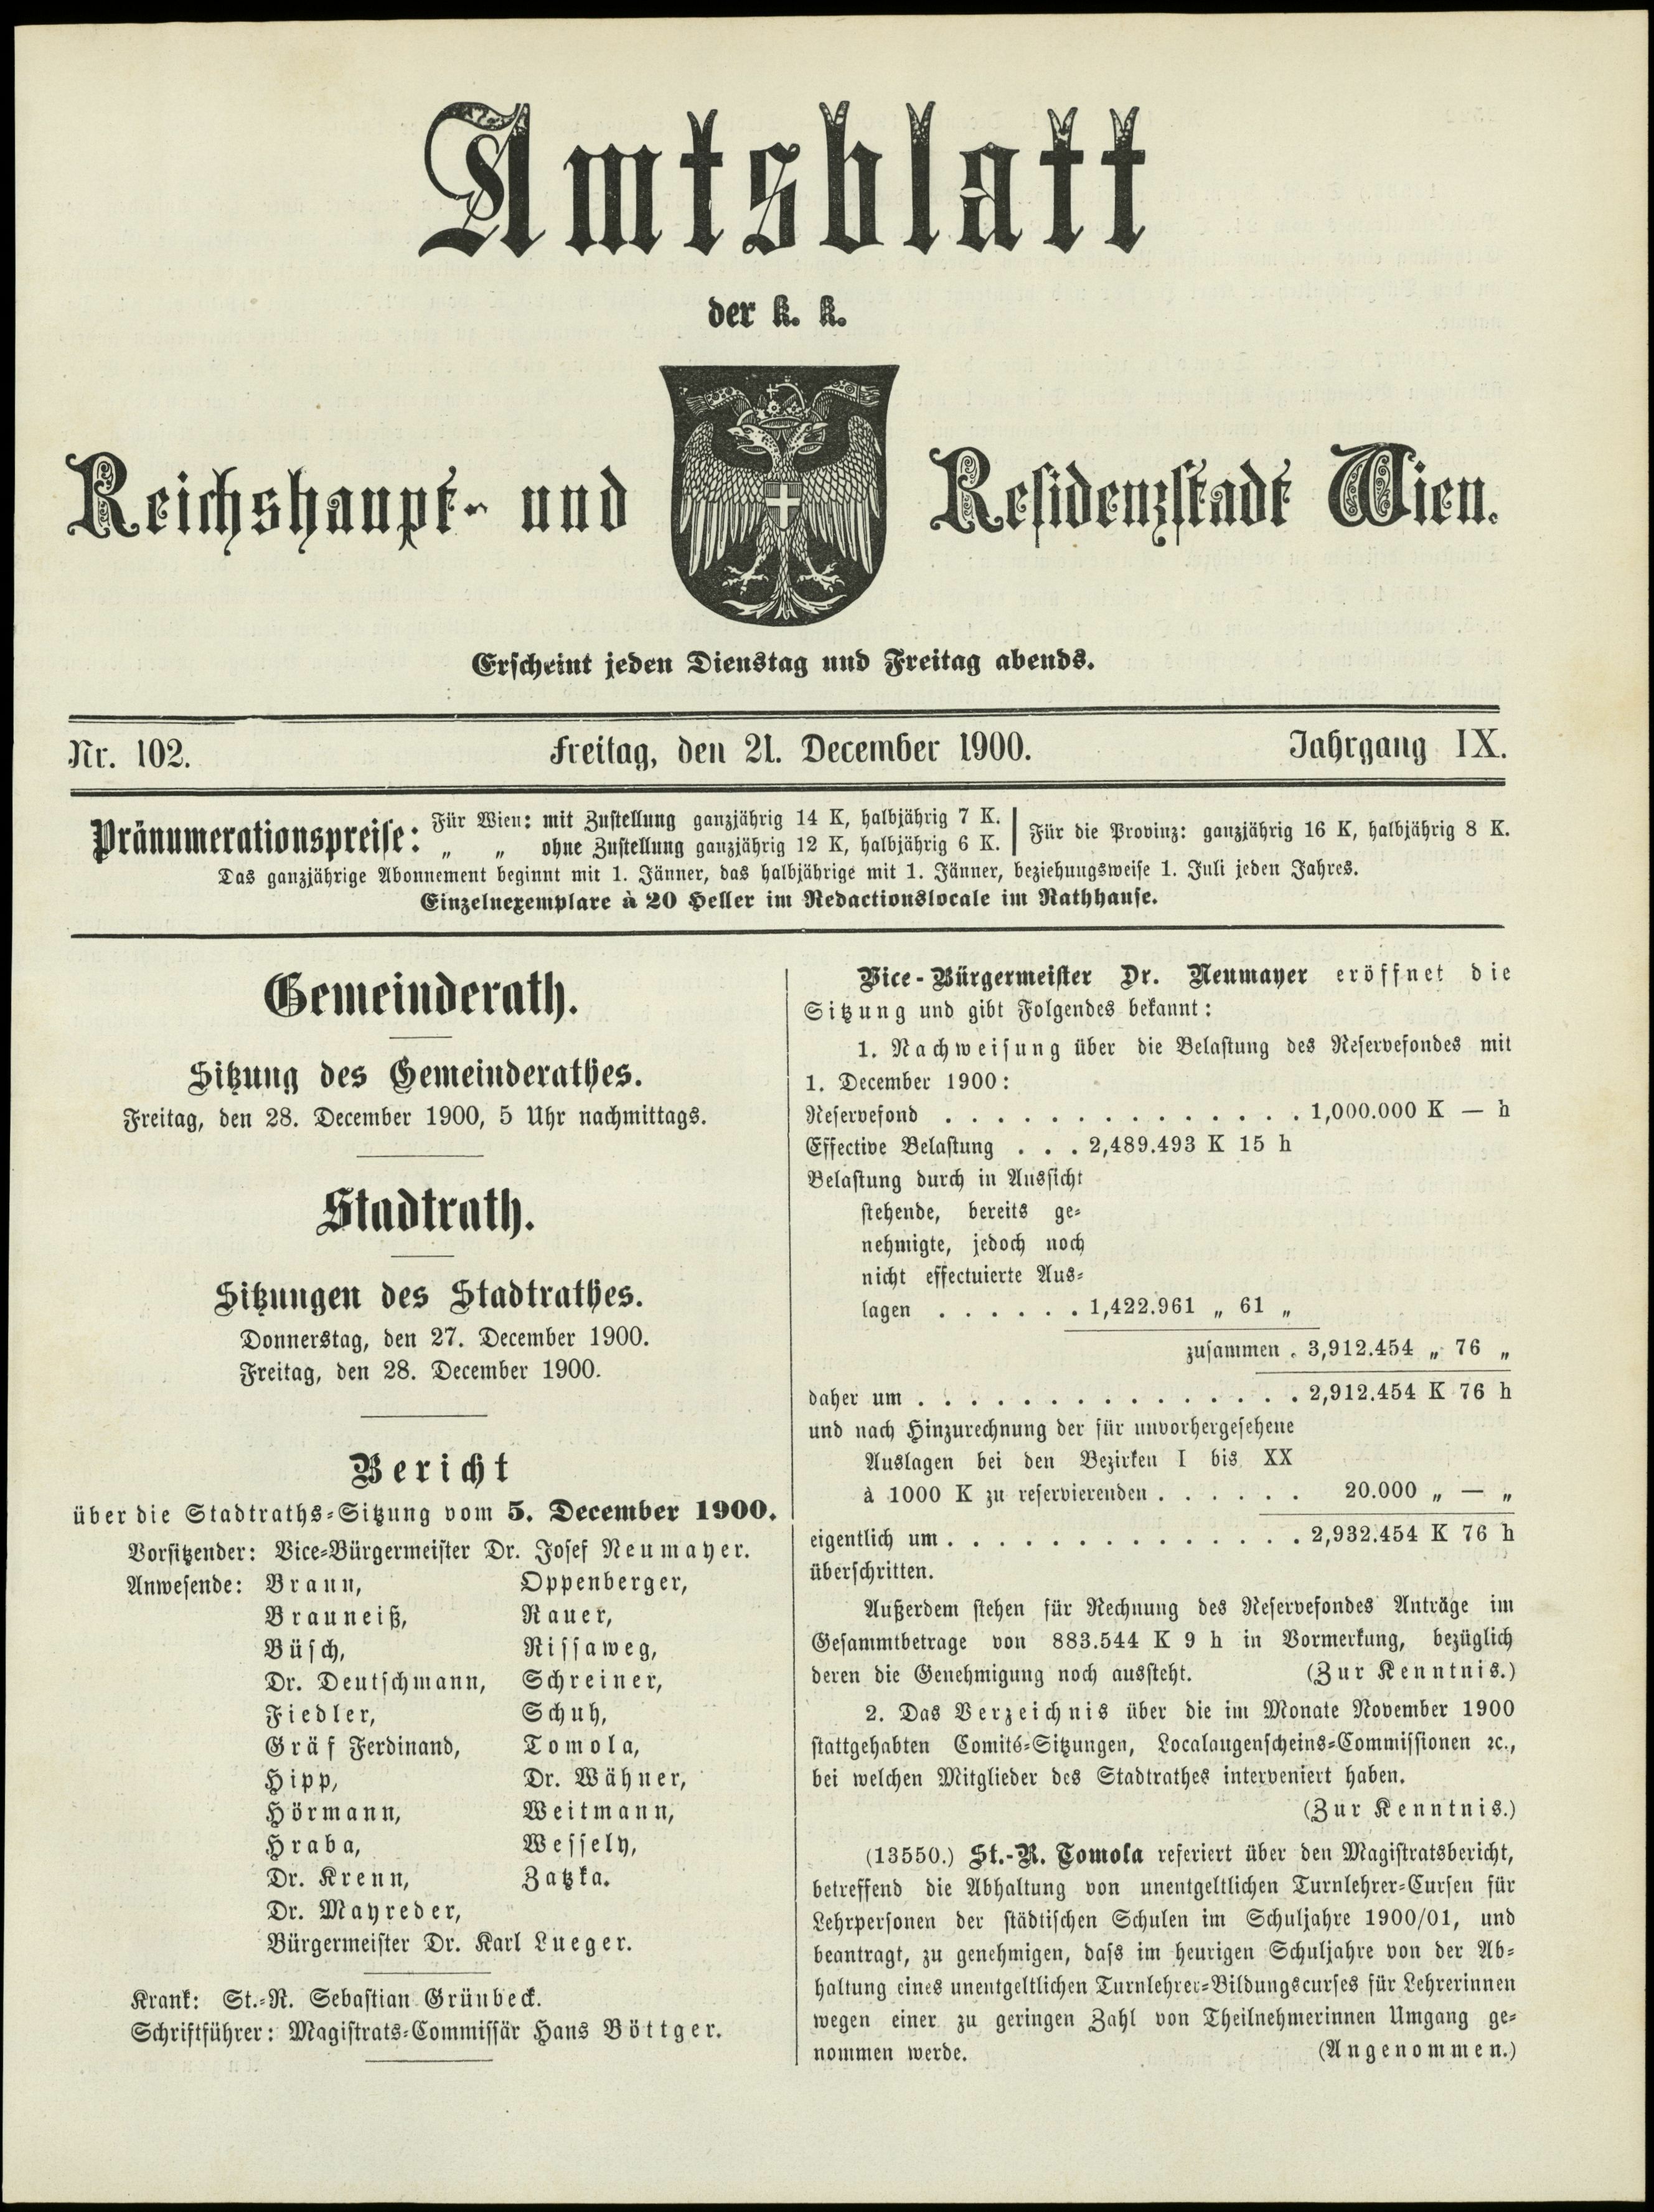 Amtsblatt
der k. k.
Reichshaupt- und Residenzstadt Wien.
Erscheint jeden Dienstag und Freitag abends.
Nr. 102. Freitag, den 21. December 1900. Jahrgang IX.
Pränumerationspreise: Für Wien: mit Zustellung ganzjährig 14 K, halbjährig 7 K.
„ „ ohne Zustellung ganzjährig 12 K, halbjährig 6 K.
Für die Provinz: ganzjährig 16 K, halbjährig 8 K.
Das ganzjährige Abonnement beginnt mit 1. Jänner, das halbjährige mit 1. Jänner, beziehungsweise 1. Juli jeden Jahres.
Einzelnexemplare à 20 Heller im Redactionslocale im Rathhause.
Gemeinderath.
Sitzung des Gemeinderathes.
Freitag, den 28. December 1900, 5 Uhr nachmittags.
Stadtrath.
Sitzungen des Stadtrathes.
Donnerstag, den 27. December 1900.
Freitag, den 28. December 1900.
Bericht
über die Stadtraths-Sitzung vom 5. December 1900.
Vorsitzender: Vice-Bürgermeister Dr. Josef Neumayer.
Anwesende: Braun, Oppenberger,
Brauneiß, Rauer,
Büsch, Rissaweg,
Dr. Deutschmann, Schreiner,
Fiedler, Schuh,
Gräf Ferdinand, Tomola,
Hipp, Dr. Wähner,
Hörmann, Weitmann,
Hraba, Wessely,
Dr. Krenn, Zatzka.
Dr. Mayreder,
Bürgermeister Dr. Karl Lueger.
Krank: St.-R. Sebastian Grünbeck.
Schriftführer: Magistrats-Commissär Hans Böttger.
Vice-Bürgermeister Dr. Neumayer eröffnet die
Sitzung und gibt Folgendes bekannt:
1. Nachweisung über die Belastung des Reservefondes mit
1. December 1900:
Reservefond . . . . . . . . . . . . . . 1,000.000 K — h
Effective Belastung . . . 2,489.493 K 15 h
Belastung durch in Aussicht
stehende, bereits ge-
nehmigte, jedoch noch
nicht effectuierte Aus-
lagen . . . . . . 1,422.961 „ 61 „
zusammen . 3,912.454 „ 76 „
daher um . . . . . . . . . . . . . . . 2,912.454 K 76 h
und nach Hinzurechnung der für unvorhergesehene
Auslagen bei den Bezirken I bis XX
à 1000 K zu reservierenden . . . . . . 20.000 „ — „
eigentlich um . . . . . . . . . . . . . . 2,932.454 K 76 h
überschritten.
Außerdem stehen für Rechnung des Reservefondes Anträge im
Gesammtbetrage von 883.544 K 9 h in Vormerkung, bezüglich
deren die Genehmigung noch aussteht. (Zur Kenntnis.)
2. Das Verzeichnis über die im Monate November 1900
stattgehabten Comité-Sitzungen, Localaugenscheins-Commissionen ꝛc.,
bei welchen Mitglieder des Stadtrathes interveniert haben.
(Zur Kenntnis.)
(13550.) St.-R. Tomola referiert über den Magistratsbericht,
betreffend die Abhaltung von unentgeltlichen Turnlehrer-Cursen für
Lehrpersonen der städtischen Schulen im Schuljahre 1900/01, und
beantragt, zu genehmigen, dass im heurigen Schuljahre von der Ab-
haltung eines unentgeltlichen Turnlehrer-Bildungscurses für Lehrerinnen
wegen einer zu geringen Zahl von Theilnehmerinnen Umgang ge-
nommen werde. (Angenommen.)